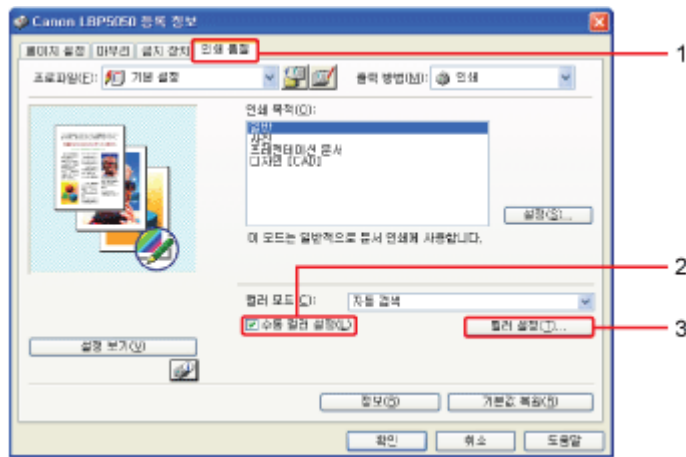 Canon LBP5050 등록 정보
페이지 설정 마무리 급지 장치 인쇄 품질
1
프로파일(F): 기본 설정 출력 방법(M): 인쇄
인쇄 목적(O):
일반
사진
프레젠테이션 문서
디자인 [CAD]
설정(S)...
이 모드는 일반적으로 문서 인쇄에 사용합니다.
2
컬러 모드(C): 자동 검색
수동 컬러 설정(L) 컬러 설정(T)...
3
설정 보기(V)
정보(B) 기본값 복원(R)
확인 취소 도움말